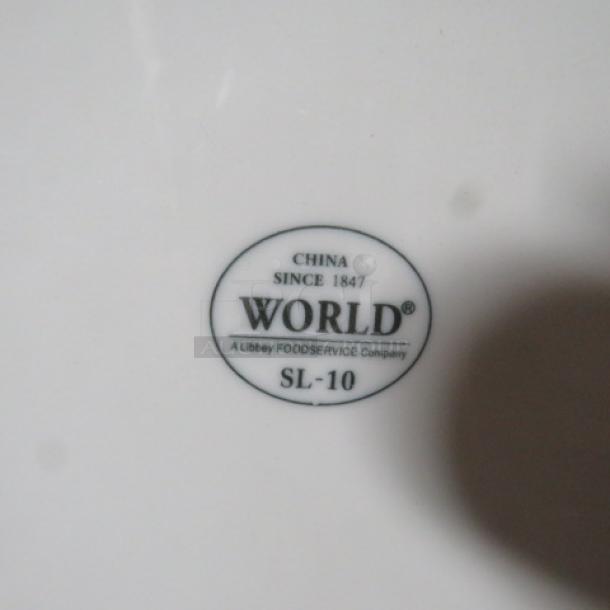 CHINA
SINCE 1847
WORLD®
A Libbey FOODSERVICE Company
SL-10